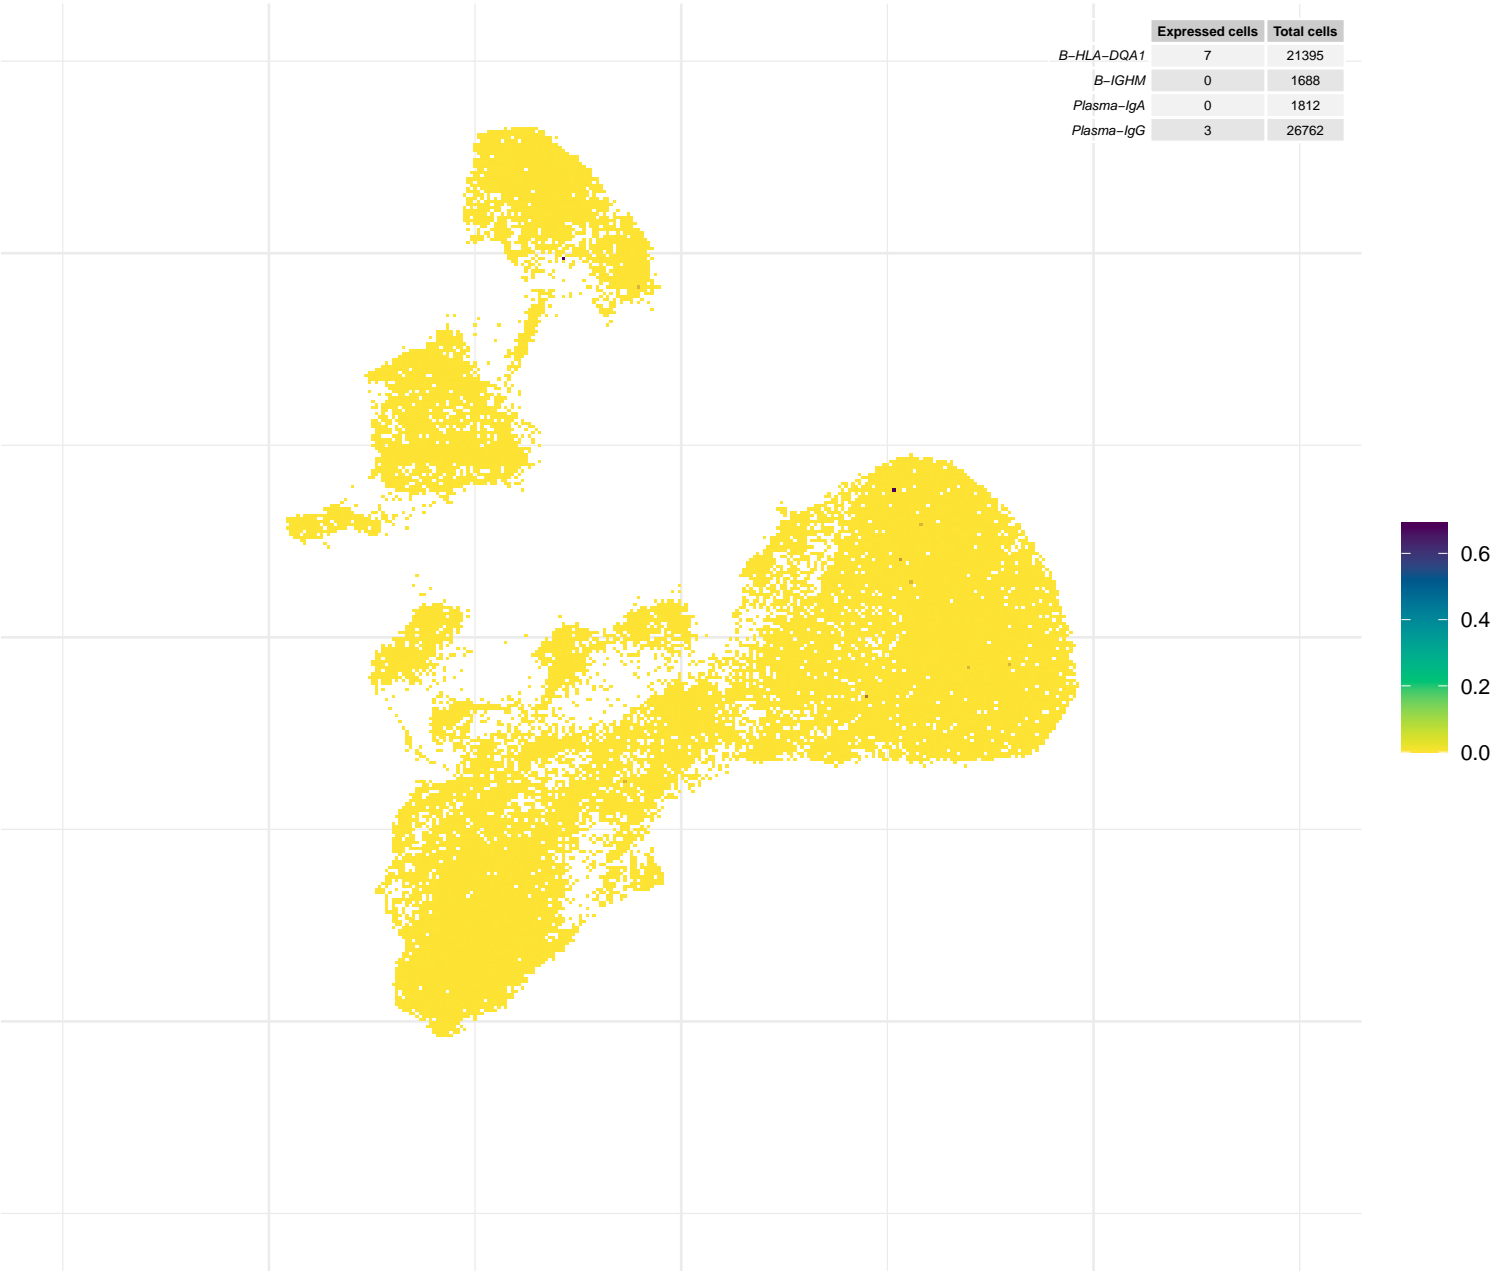 Expressed cells Total cells
B−HLA−DQA1 7 21395
B−IGHM 0 1688
Plasma−IgA 0 1812
Plasma−IgG 3 26762
0.6
0.4
0.2
0.0